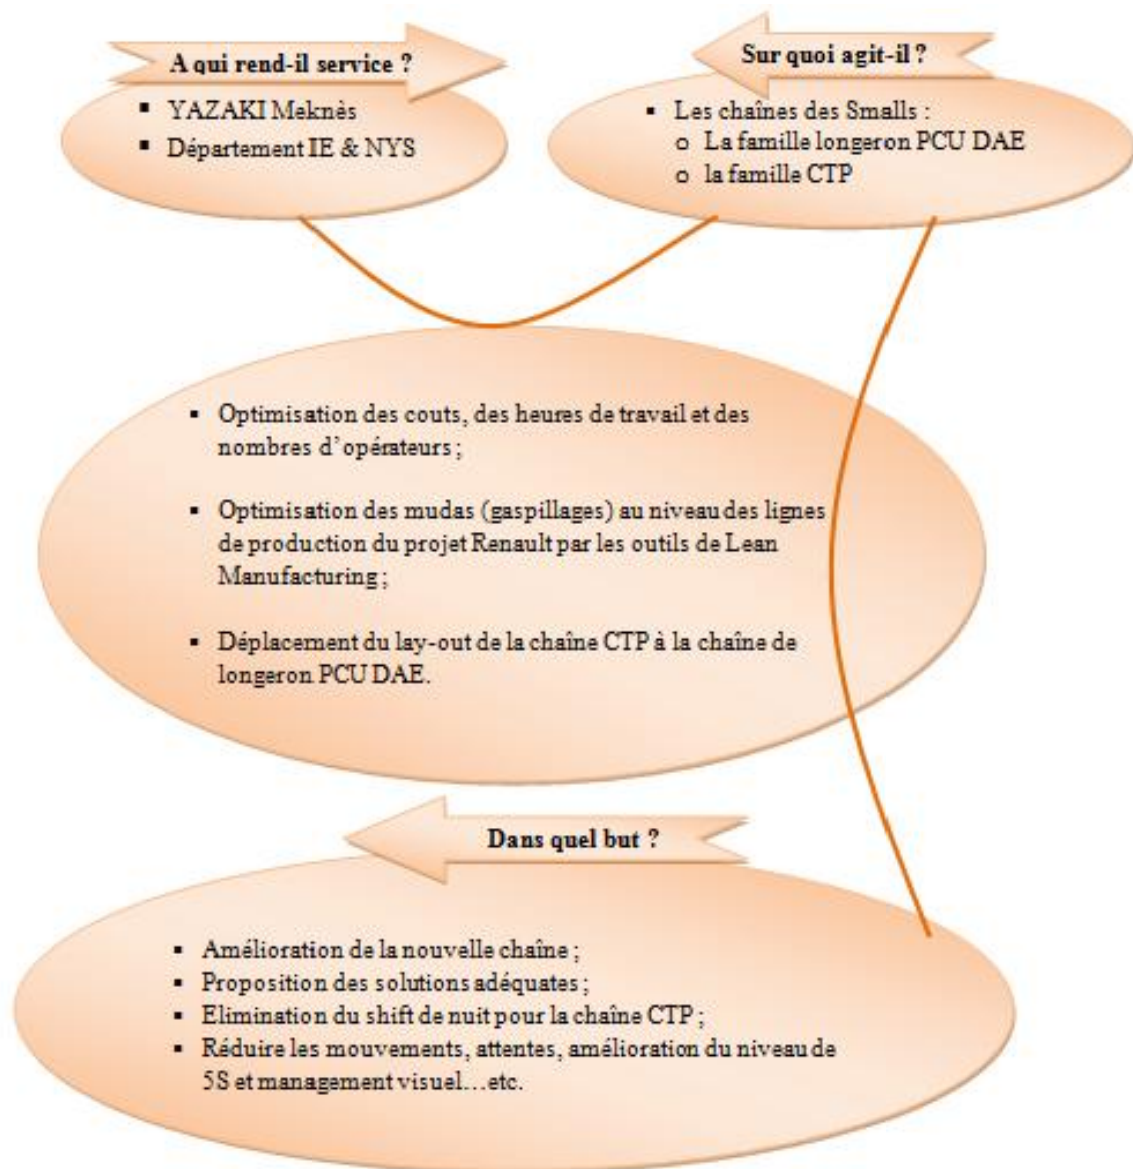 A qui rend-il service ?
▪ YAZAKI Meknès
▪ Département IE & NYS
Sur quoi agit-il ?
▪ Les chaînes des Smalls :
o La famille longeron PCU DAE
o la famille CTP
▪ Optimisation des couts, des heures de travail et des
nombres d’opérateurs ;
▪ Optimisation des mudas (gaspillages) au niveau des lignes
de production du projet Renault par les outils de Lean
Manufacturing ;
▪ Déplacement du lay-out de la chaîne CTP à la chaîne de
longeron PCU DAE.
Dans quel but ?
▪ Amélioration de la nouvelle chaîne ;
▪ Proposition des solutions adéquates ;
▪ Elimination du shift de nuit pour la chaîne CTP ;
▪ Réduire les mouvements, attentes, amélioration du niveau de
5S et management visuel…etc.